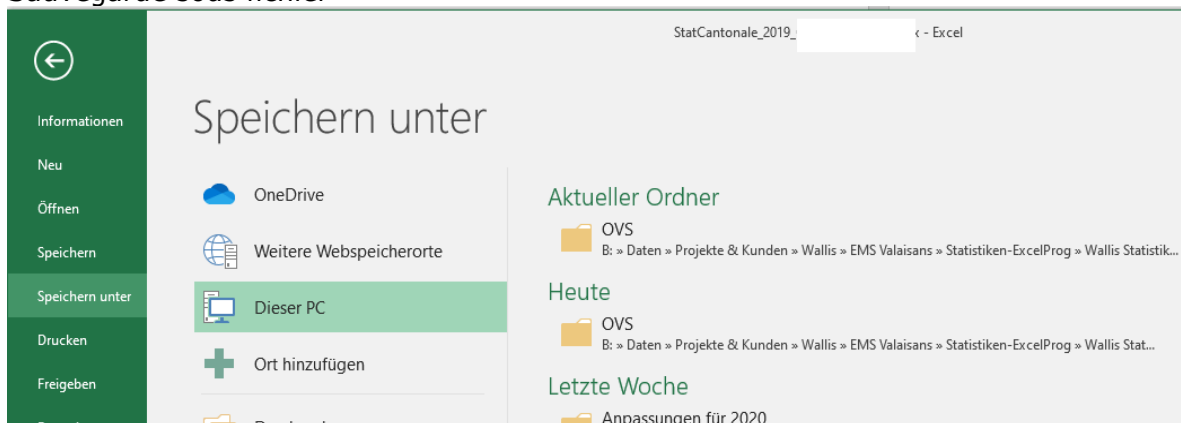 StatCantonale_2019_ - Excel
Speichern unter
Informationen
Neu
Öffnen
Speichern
Speichern unter
Drucken
Freigeben
OneDrive
Weitere Webspeicherorte
Dieser PC
Ort hinzufügen
Aktueller Ordner
OVS
B: » Daten » Projekte & Kunden » Wallis » EMS Valaisans » Statistiken-ExcelProg » Wallis Statistik...
Heute
OVS
B: » Daten » Projekte & Kunden » Wallis » EMS Valaisans » Statistiken-ExcelProg » Wallis Stat...
Letzte Woche
Anpassungen für 2020